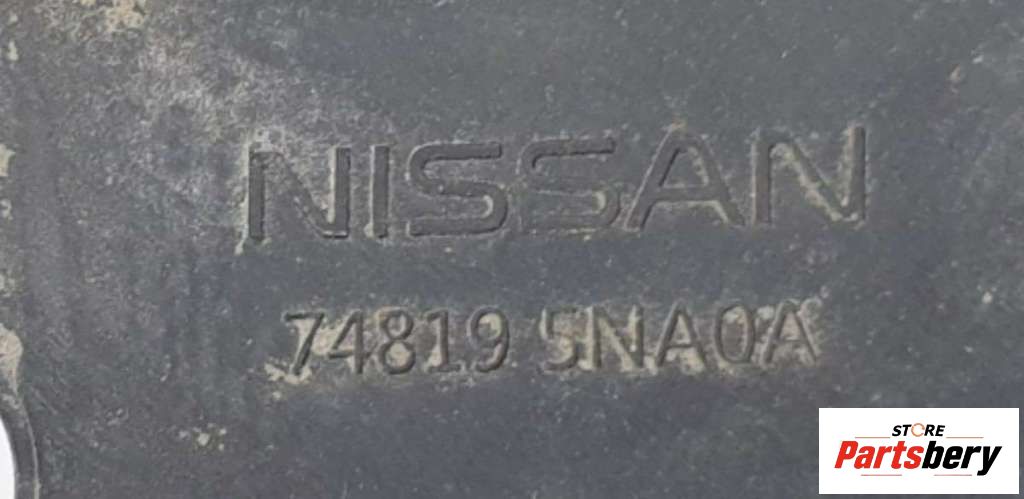 NISSAN
74819 5NA0A
STORE
Partsbery